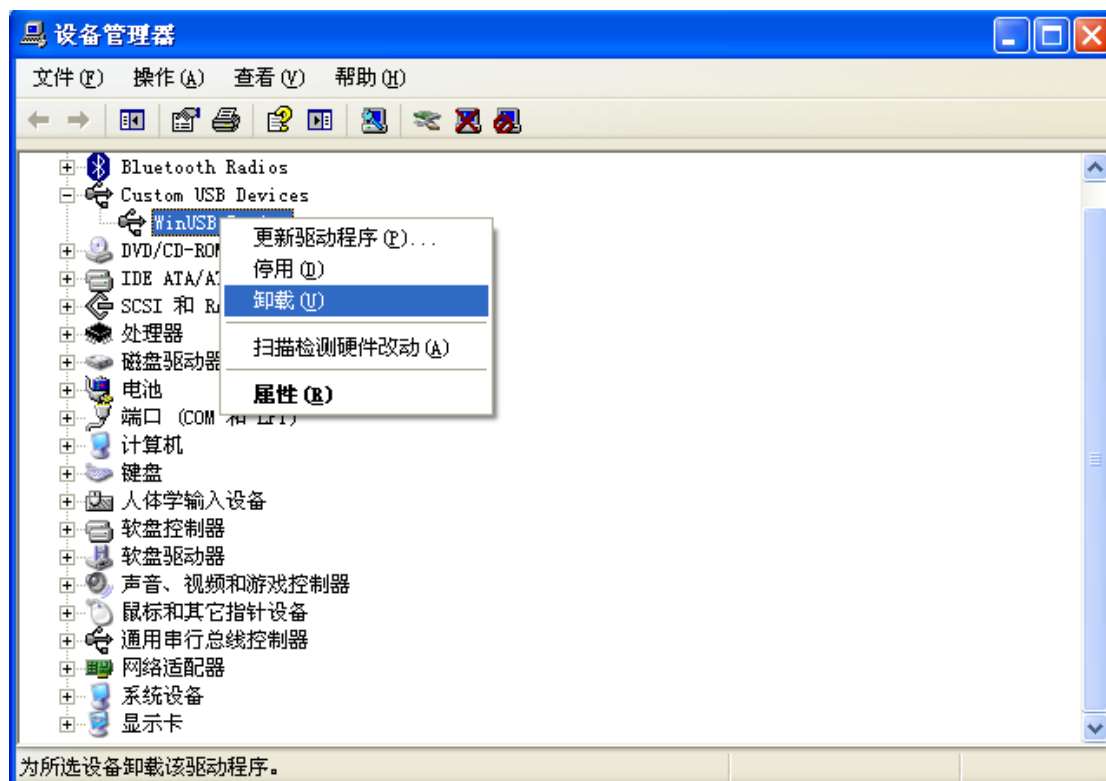 设备管理器
文件(F) 操作(A) 查看(V) 帮助(H)
Bluetooth Radios
Custom USB Devices
WinUSB
更新驱动程序(P)...
DVD/CD-ROM
停用(D)
IDE ATA/AT
卸载(U)
SCSI 和 Ra
处理器
扫描检测硬件改动(A)
磁盘驱动器
电池
属性(R)
端口 (COM 和 LPT)
计算机
键盘
人体学输入设备
软盘控制器
软盘驱动器
声音、视频和游戏控制器
鼠标和其它指针设备
通用串行总线控制器
网络适配器
系统设备
显示卡
为所选设备卸载该驱动程序。